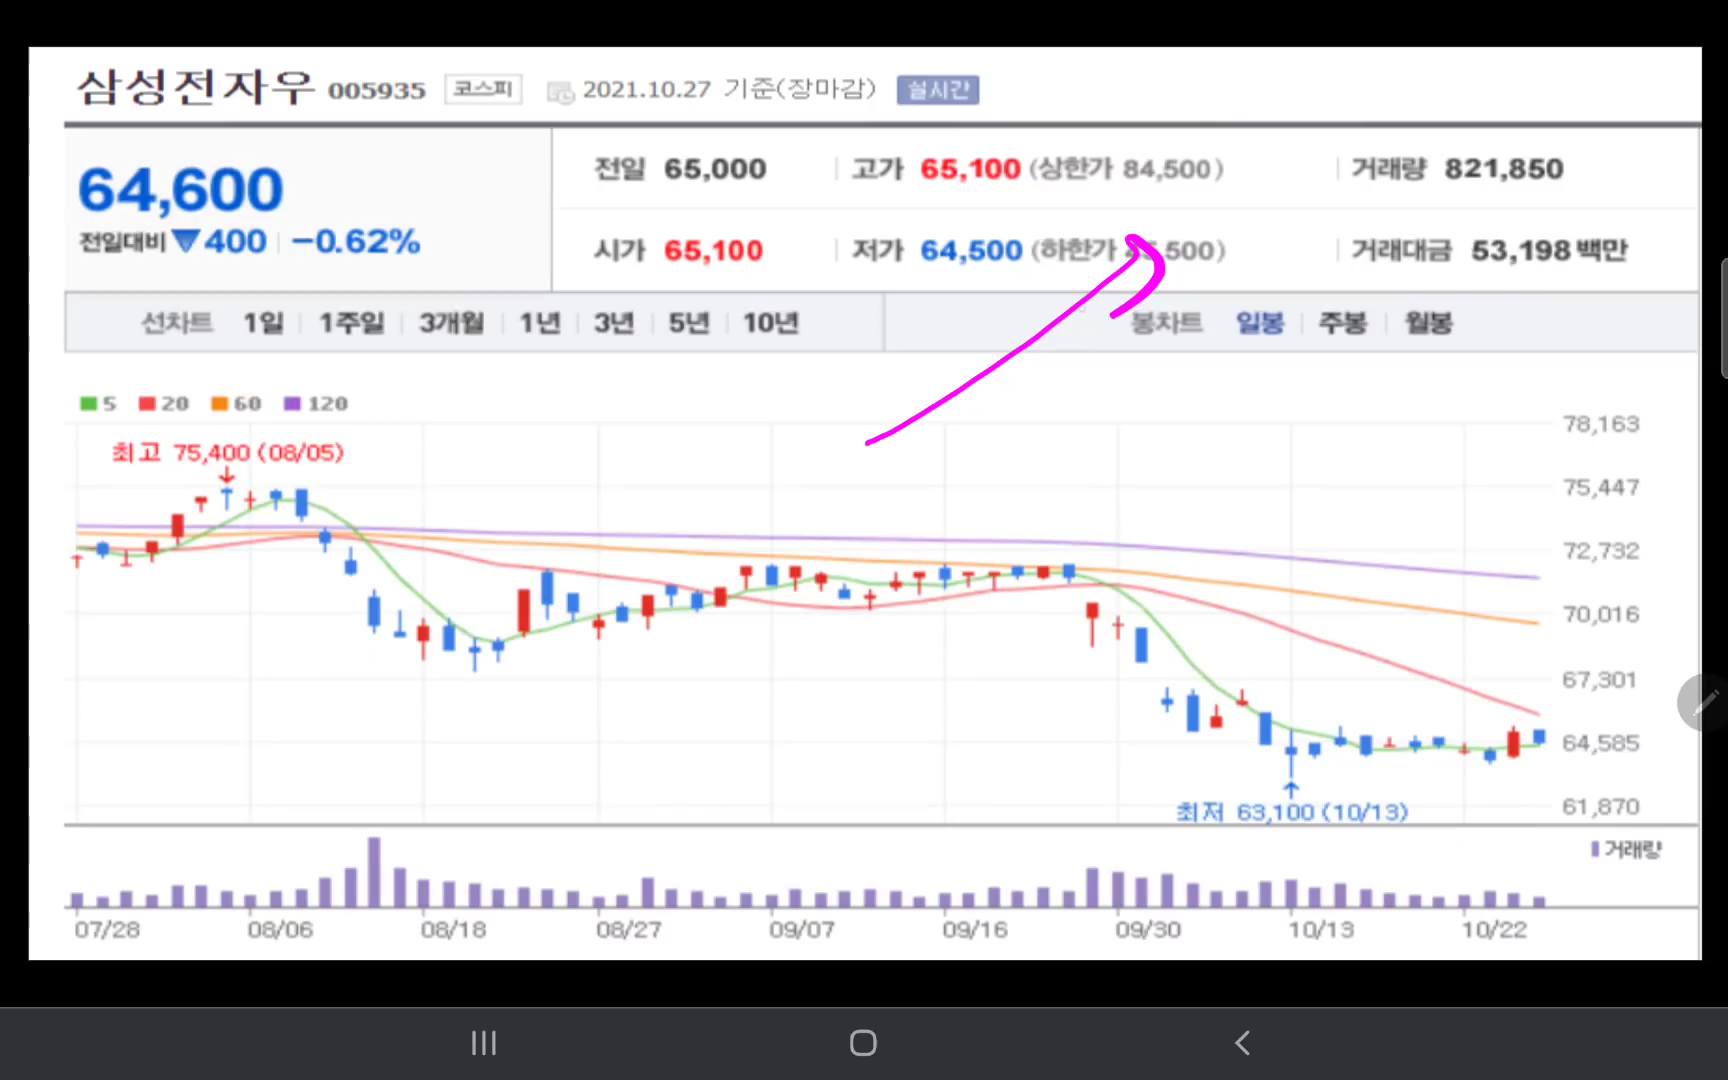 삼성전자우 005935 코스피 2021.10.27 기준(장마감) 실시간
64,600
전일대비 ▼400 -0.62%
전일 65,000 고가 65,100 (상한가 84,500) 거래량 821,850
시가 65,100 저가 64,500 (하한가 ,500) 거래대금 53,198 백만
선차트 1일 1주일 3개월 1년 3년 5년 10년 봉차트 일봉 주봉 월봉
5 20 60 120
최고 75,400 (08/05)
78,163
75,447
72,732
70,016
67,301
64,585
61,870
최저 63,100 (10/13)
거래량
07/28 08/06 08/18 08/27 09/07 09/16 09/30 10/13 10/22